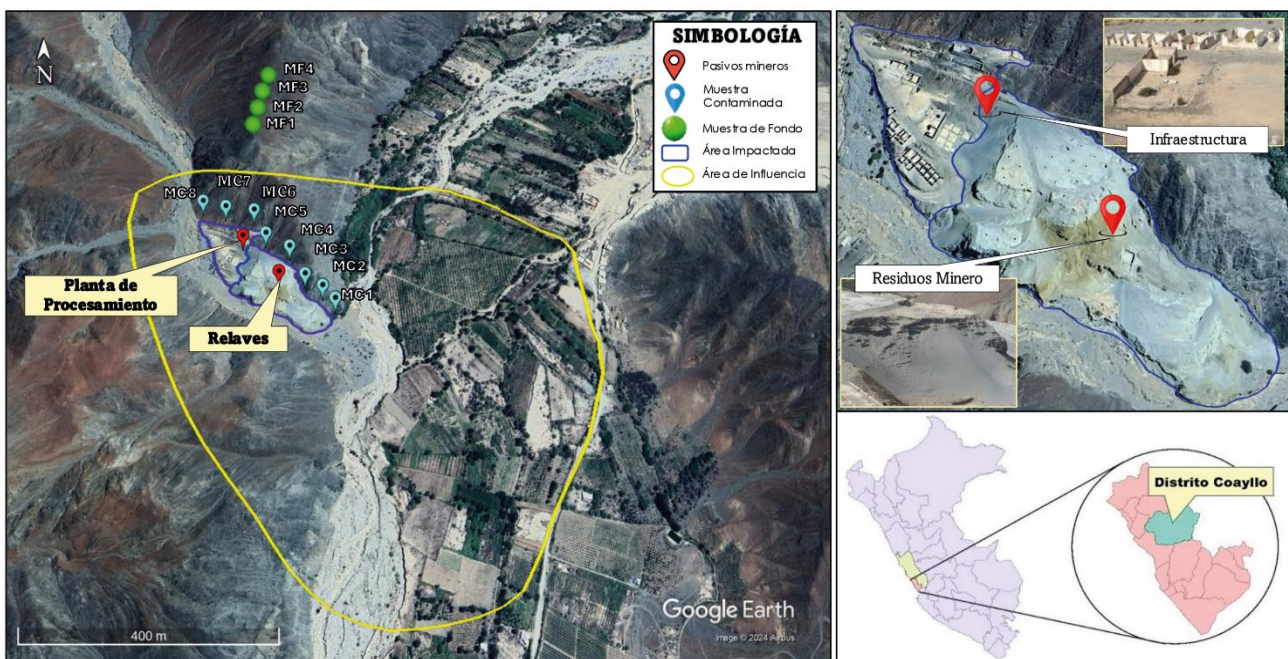 N
MF4
MF3
MF2
MF1
MC8
MC7
MC6
MC5
MC4
MC3
MC2
MC1
Planta de
Procesamiento
Relaves
400 m
Google Earth
Image © 2024 Airbus
SIMBOLOGÍA
Pasivos mineros
Muestra
Contaminada
Muestra de Fondo
Área Impactada
Área de Influencia
Infraestructura
Residuos Minero
Distrito Coayllo